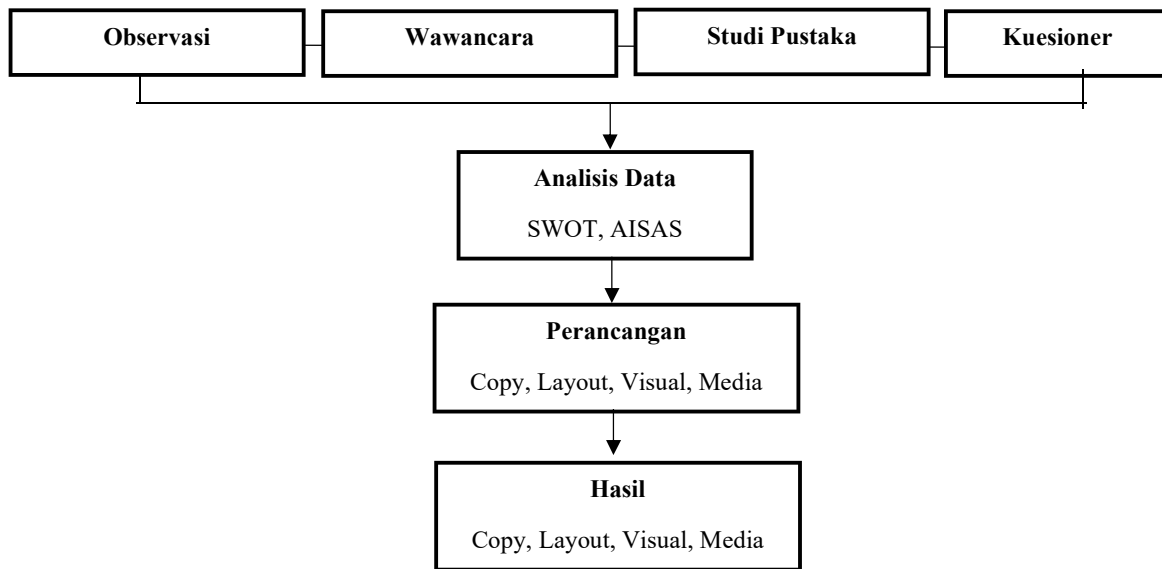 Observasi
Wawancara
Studi Pustaka
Kuesioner
Analisis Data
SWOT, AISAS
Perancangan
Copy, Layout, Visual, Media
Hasil
Copy, Layout, Visual, Media